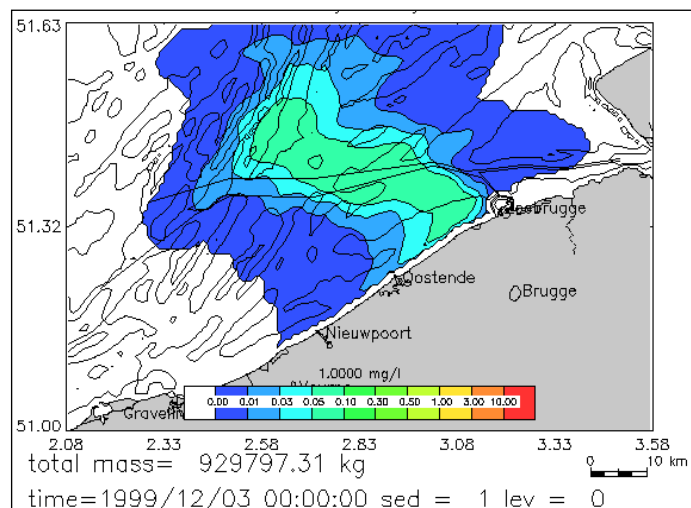 51.63
51.32
51.00
Oostende
Brugge
Nieuwpoort
1.0000 mg/l
0.00 0.01 0.03 0.05 0.10 0.30 0.50 1.00 3.00 10.00
2.08 2.33 2.58 2.83 3.08 3.33 3.58
total mass= 929797.31 kg
0 10 km
time=1999/12/03 00:00:00 sed = 1 lev = 0